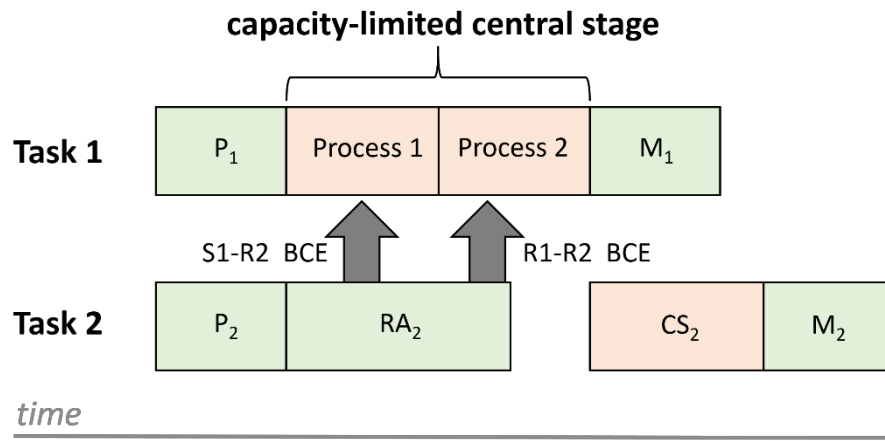 capacity-limited central stage
Task 1 P₁ Process 1 Process 2 M₁
S1-R2 BCE R1-R2 BCE
Task 2 P₂ RA₂ CS₂ M₂
time